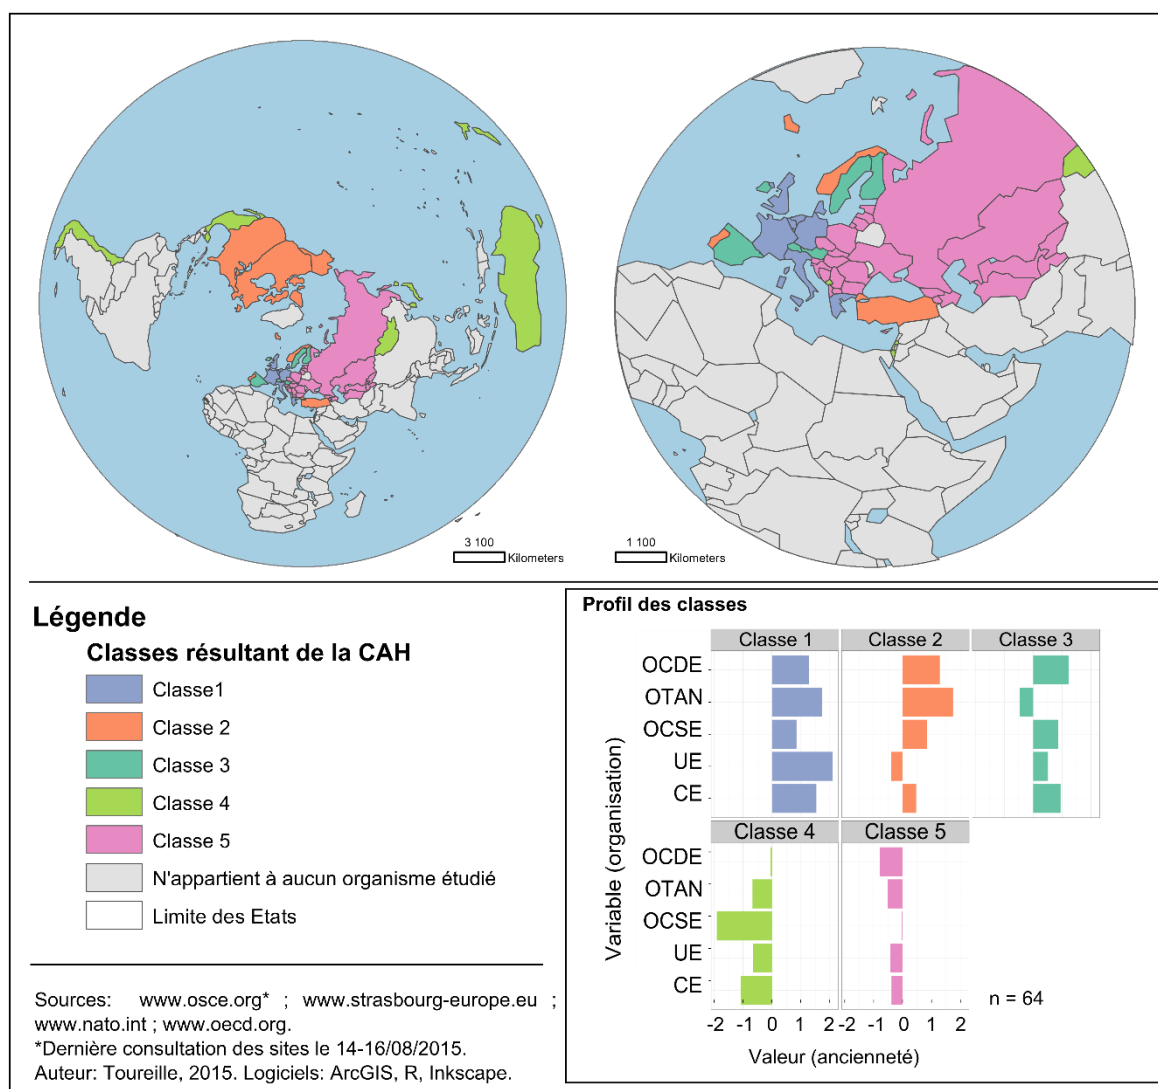 3 100
Kilometers
1 100
Kilometers
Légende
Classes résultant de la CAH
Classe1
Classe 2
Classe 3
Classe 4
Classe 5
N'appartient à aucun organisme étudié
Limite des Etats
Sources: www.osce.org* ; www.strasbourg-europe.eu ;
www.nato.int ; www.oecd.org.
*Dernière consultation des sites le 14-16/08/2015.
Auteur: Toureille, 2015. Logiciels: ArcGIS, R, Inkscape.
Profil des classes
Classe 1 Classe 2 Classe 3
OCDE
OTAN
OCSE
UE
CE
Classe 4 Classe 5
OCDE
OTAN
OCSE
UE
CE
Variable (organisation)
n = 64
-2 -1 0 1 2 -2 -1 0 1 2
Valeur (ancienneté)